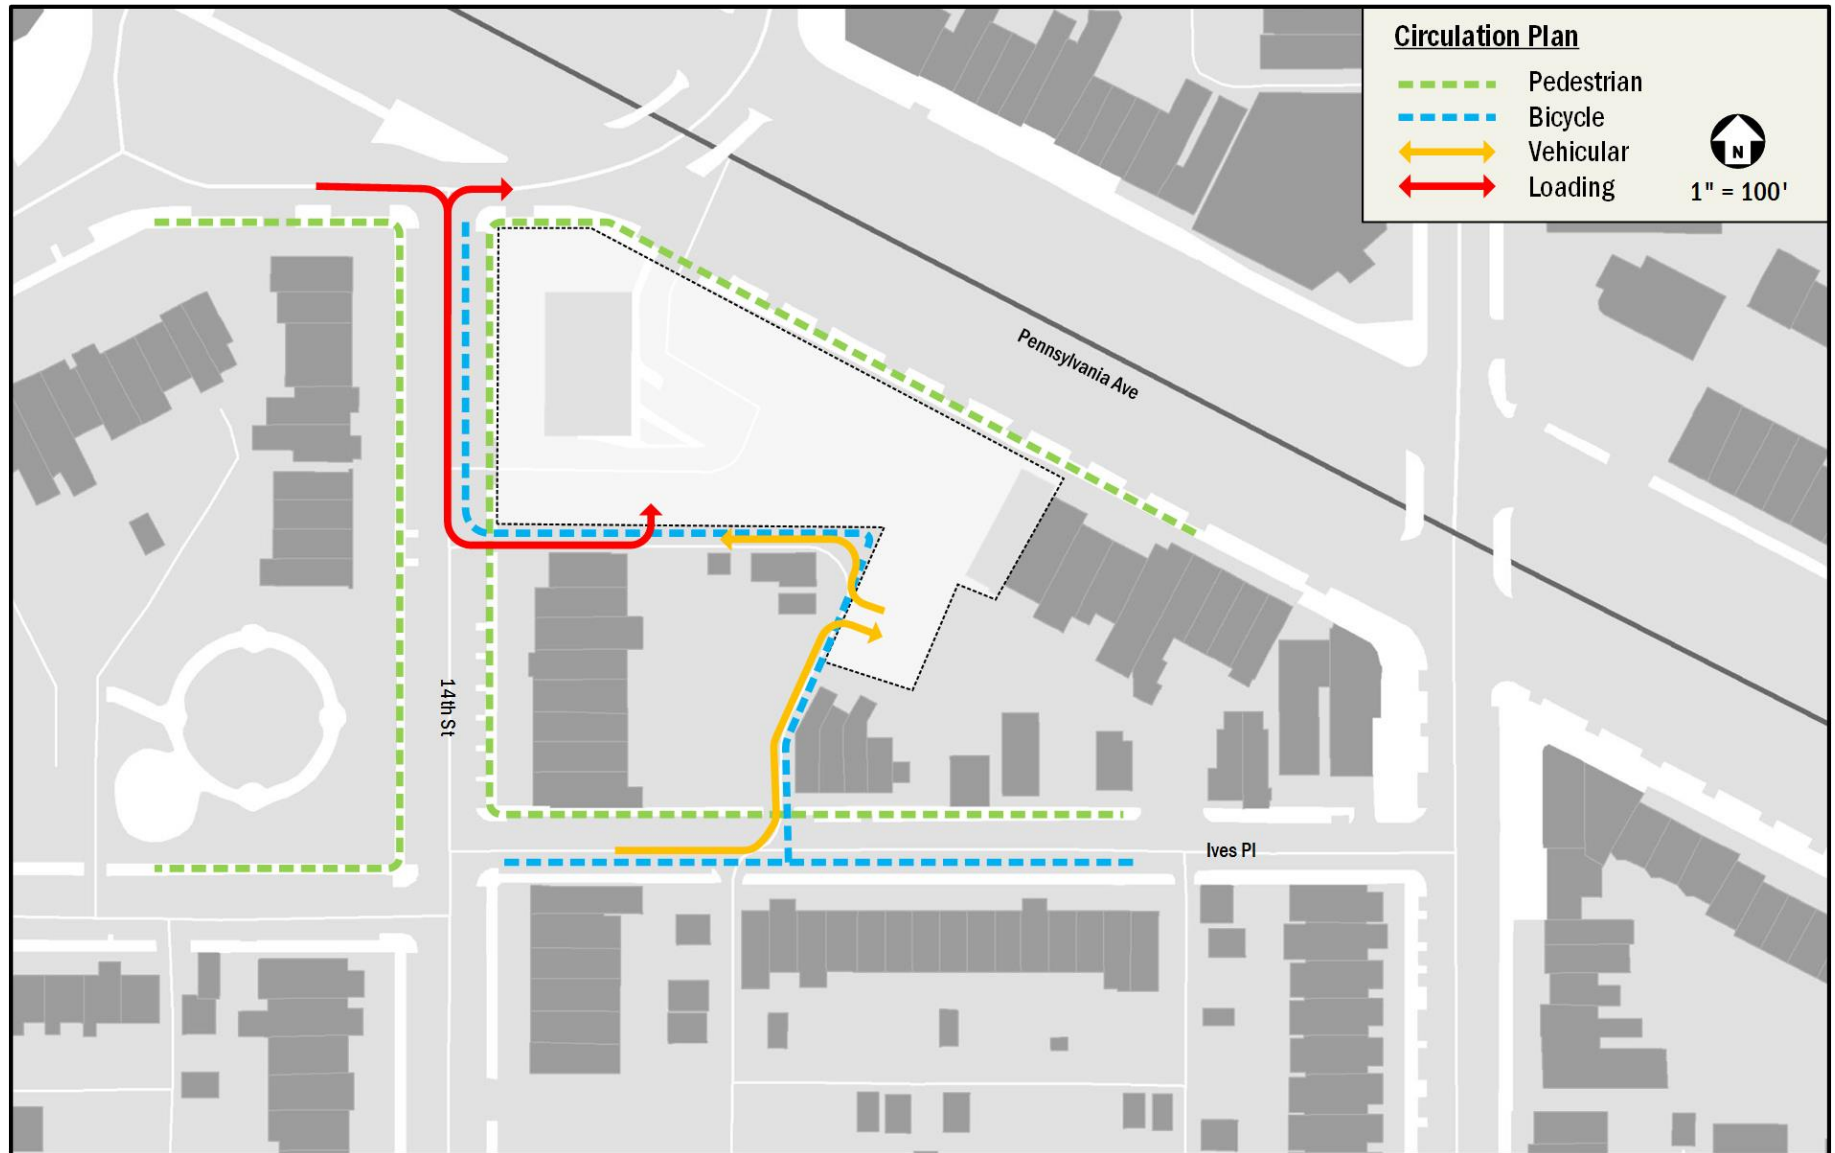 Circulation Plan
Pedestrian
Bicycle
Vehicular
Loading
N
1" = 100'
Pennsylvania Ave
14th St
Ives Pl